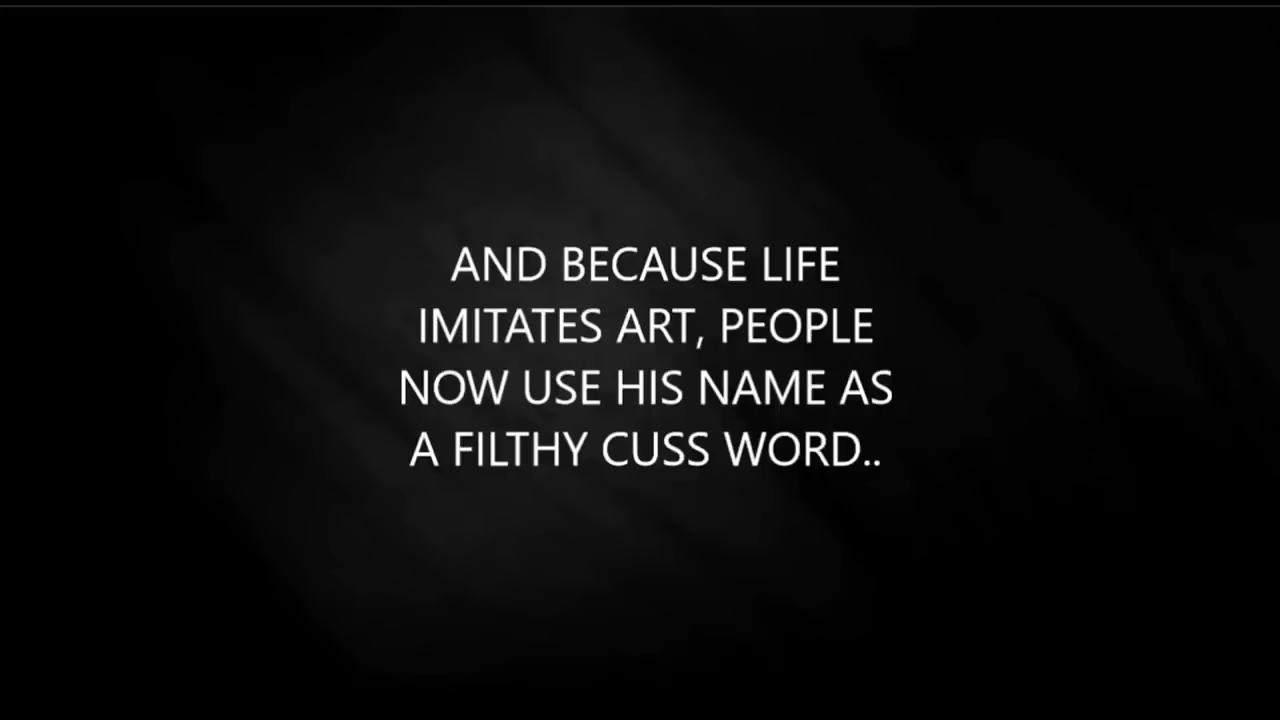 AND BECAUSE LIFE
IMITATES ART, PEOPLE
NOW USE HIS NAME AS
A FILTHY CUSS WORD..